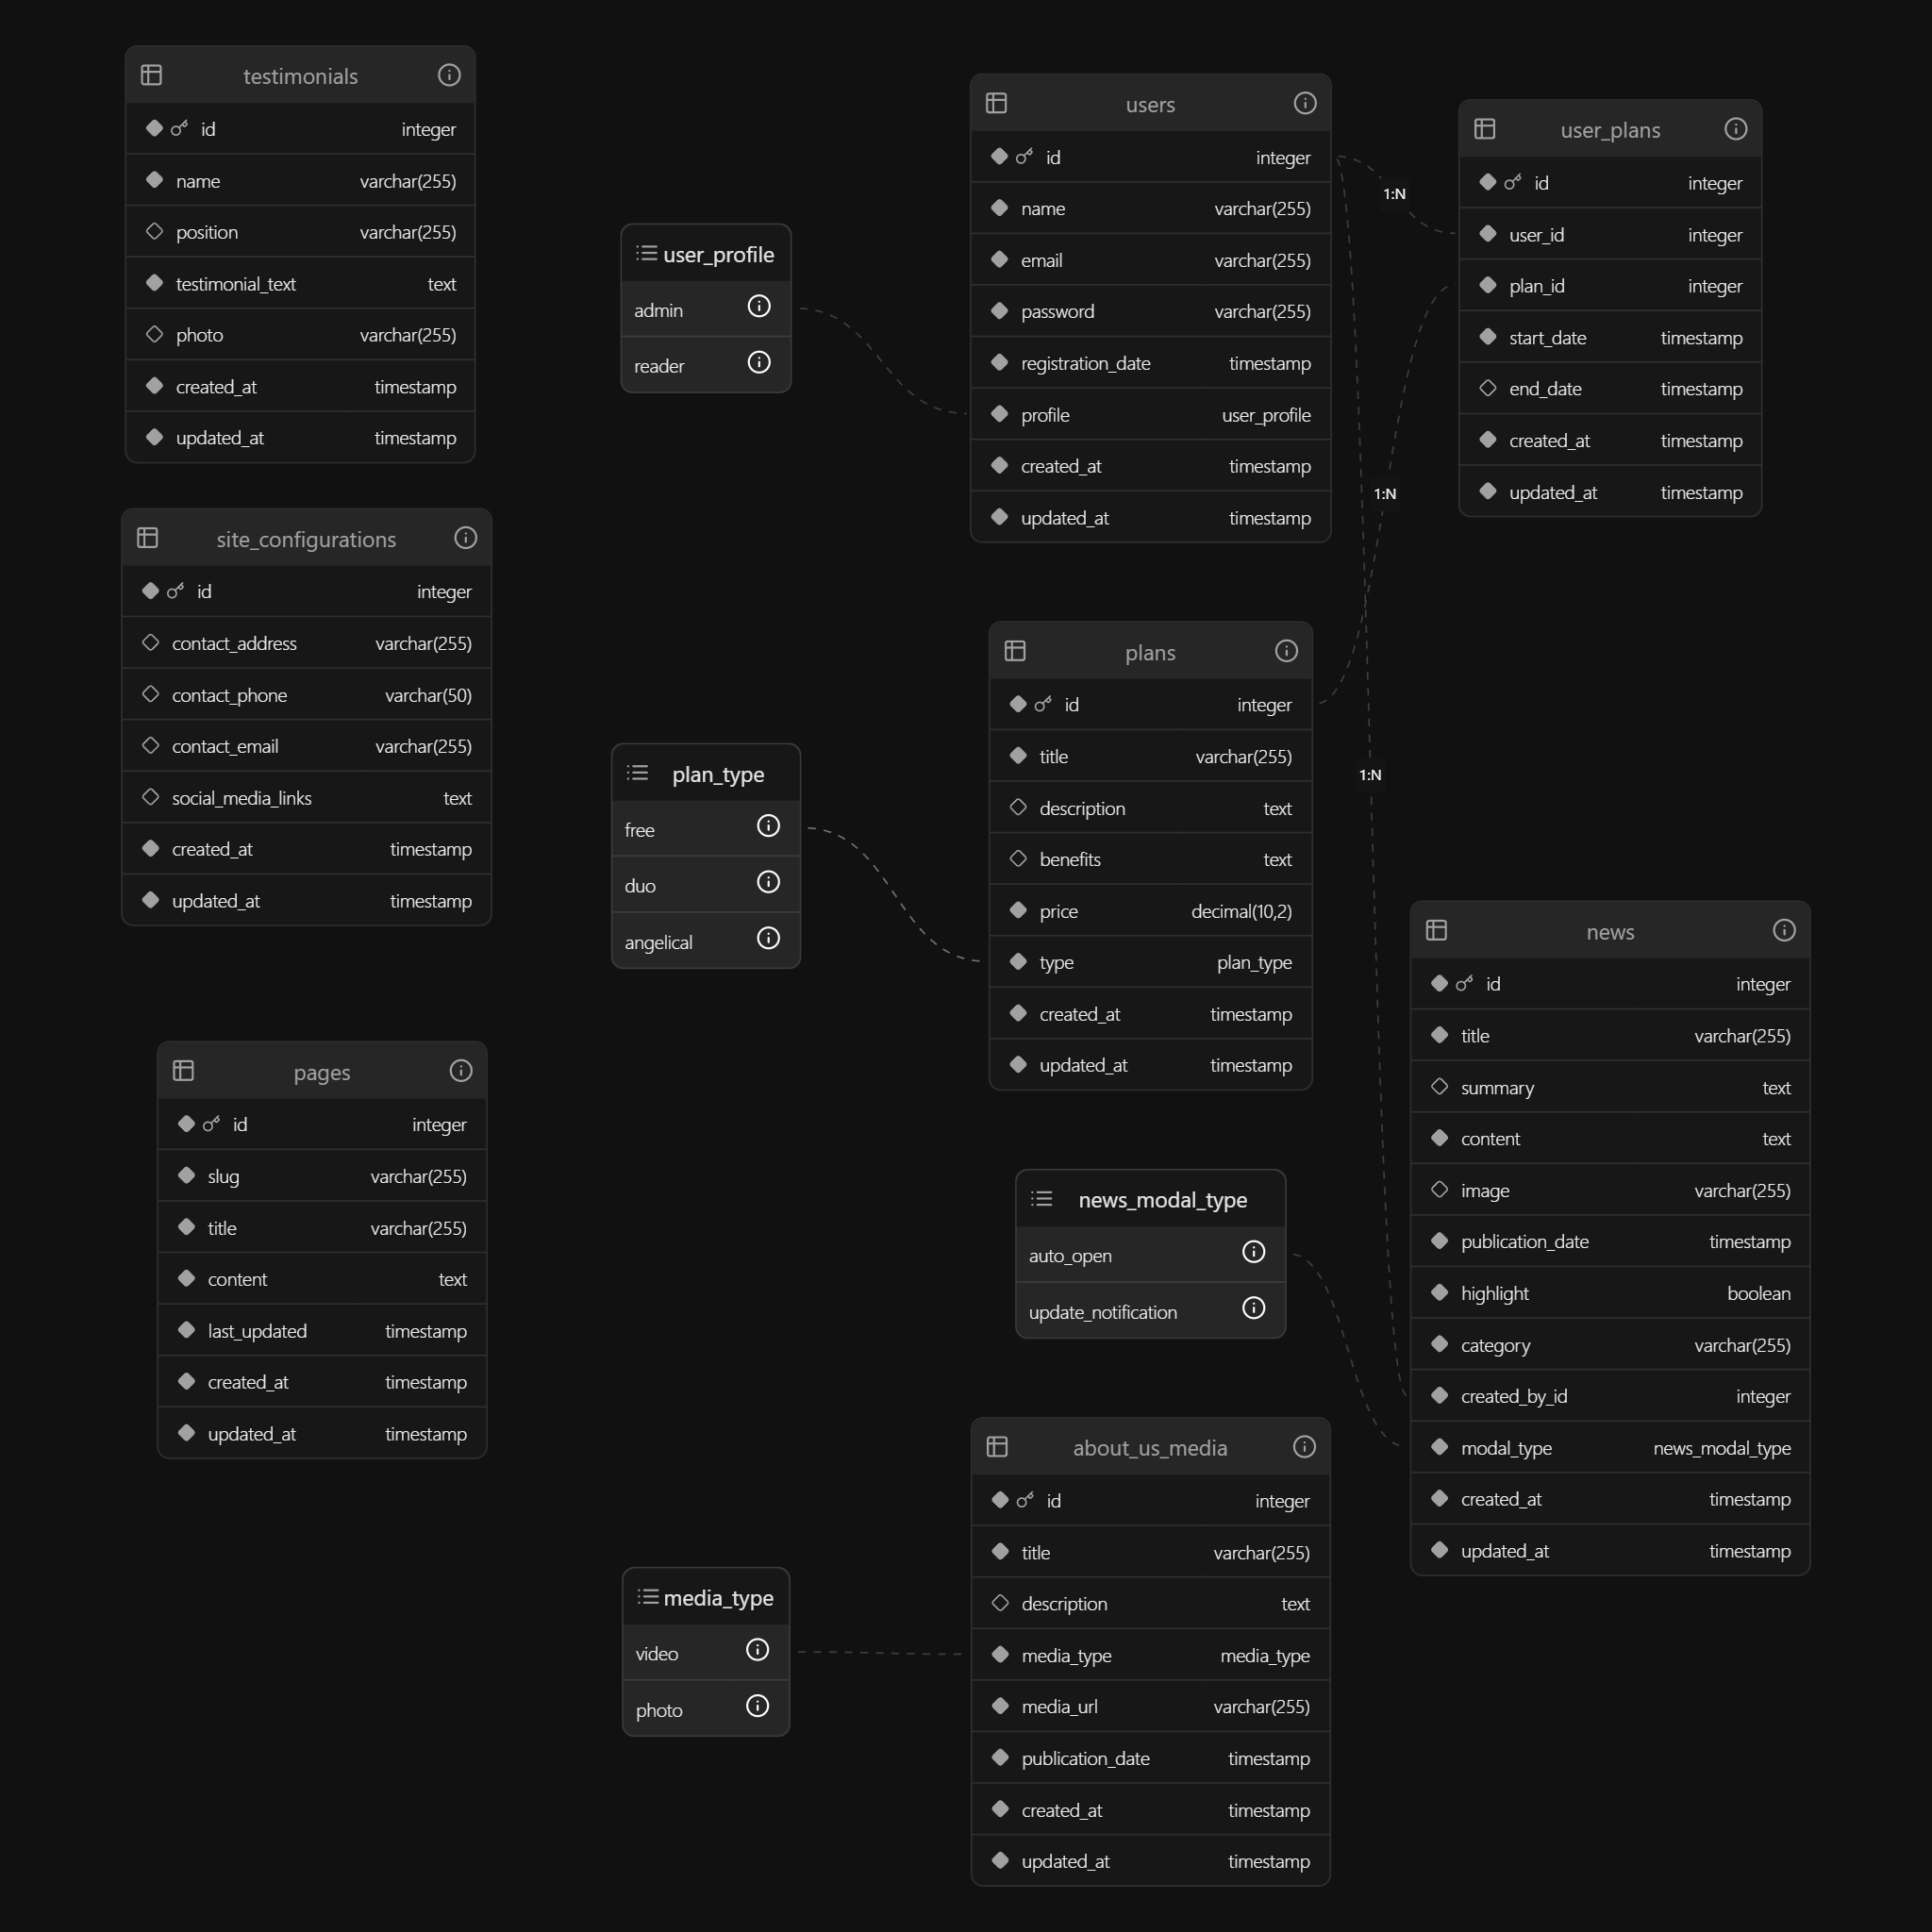 testimonials
id integer
name varchar(255)
position varchar(255)
testimonial_text text
photo varchar(255)
created_at timestamp
updated_at timestamp
site_configurations
id integer
contact_address varchar(255)
contact_phone varchar(50)
contact_email varchar(255)
social_media_links text
created_at timestamp
updated_at timestamp
pages
id integer
slug varchar(255)
title varchar(255)
content text
last_updated timestamp
created_at timestamp
updated_at timestamp
user_profile
admin
reader
plan_type
free
duo
angelical
media_type
video
photo
users
id integer
name varchar(255)
email varchar(255)
password varchar(255)
registration_date timestamp
profile user_profile
created_at timestamp
updated_at timestamp
plans
id integer
title varchar(255)
description text
benefits text
price decimal(10,2)
type plan_type
created_at timestamp
updated_at timestamp
news_modal_type
auto_open
update_notification
about_us_media
id integer
title varchar(255)
description text
media_type media_type
media_url varchar(255)
publication_date timestamp
created_at timestamp
updated_at timestamp
1:N
1:N
1:N
user_plans
id integer
user_id integer
plan_id integer
start_date timestamp
end_date timestamp
created_at timestamp
updated_at timestamp
news
id integer
title varchar(255)
summary text
content text
image varchar(255)
publication_date timestamp
highlight boolean
category varchar(255)
created_by_id integer
modal_type news_modal_type
created_at timestamp
updated_at timestamp